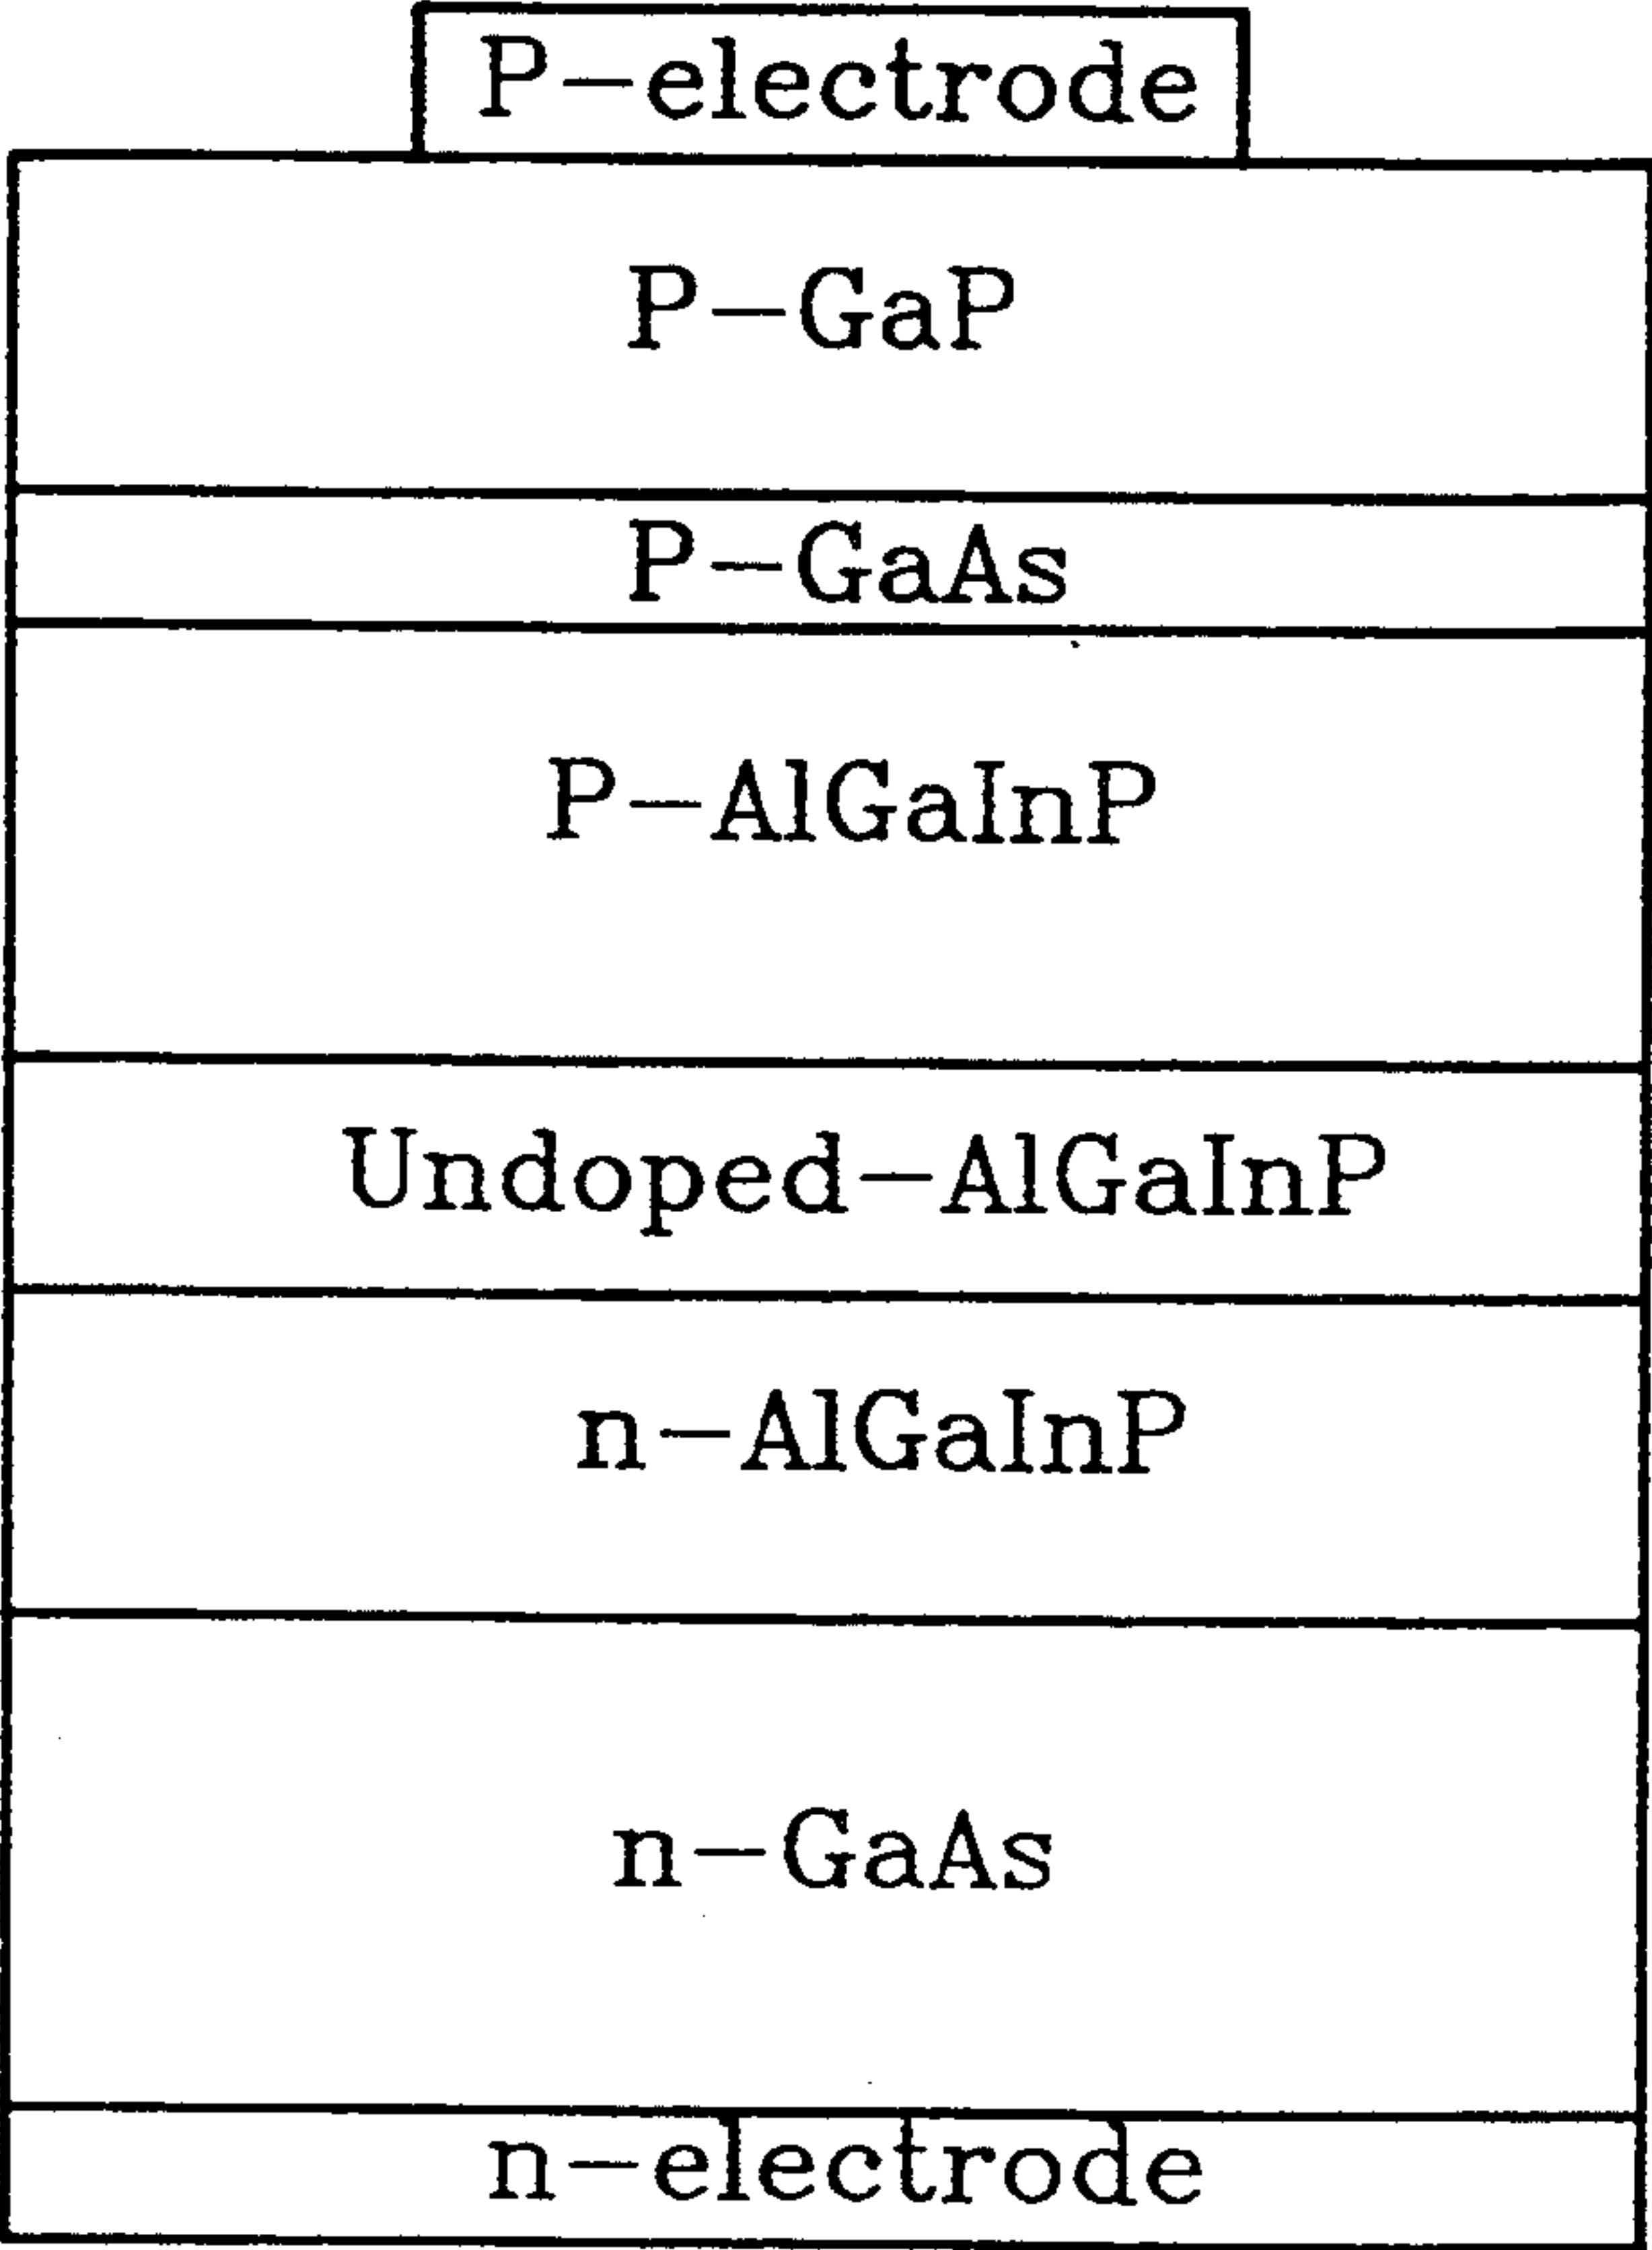 P-electrode
P-GaP
P-GaAs
P-AlGaInP
Undoped-AlGaInP
n-AlGaInP
n-GaAs
n-electrode